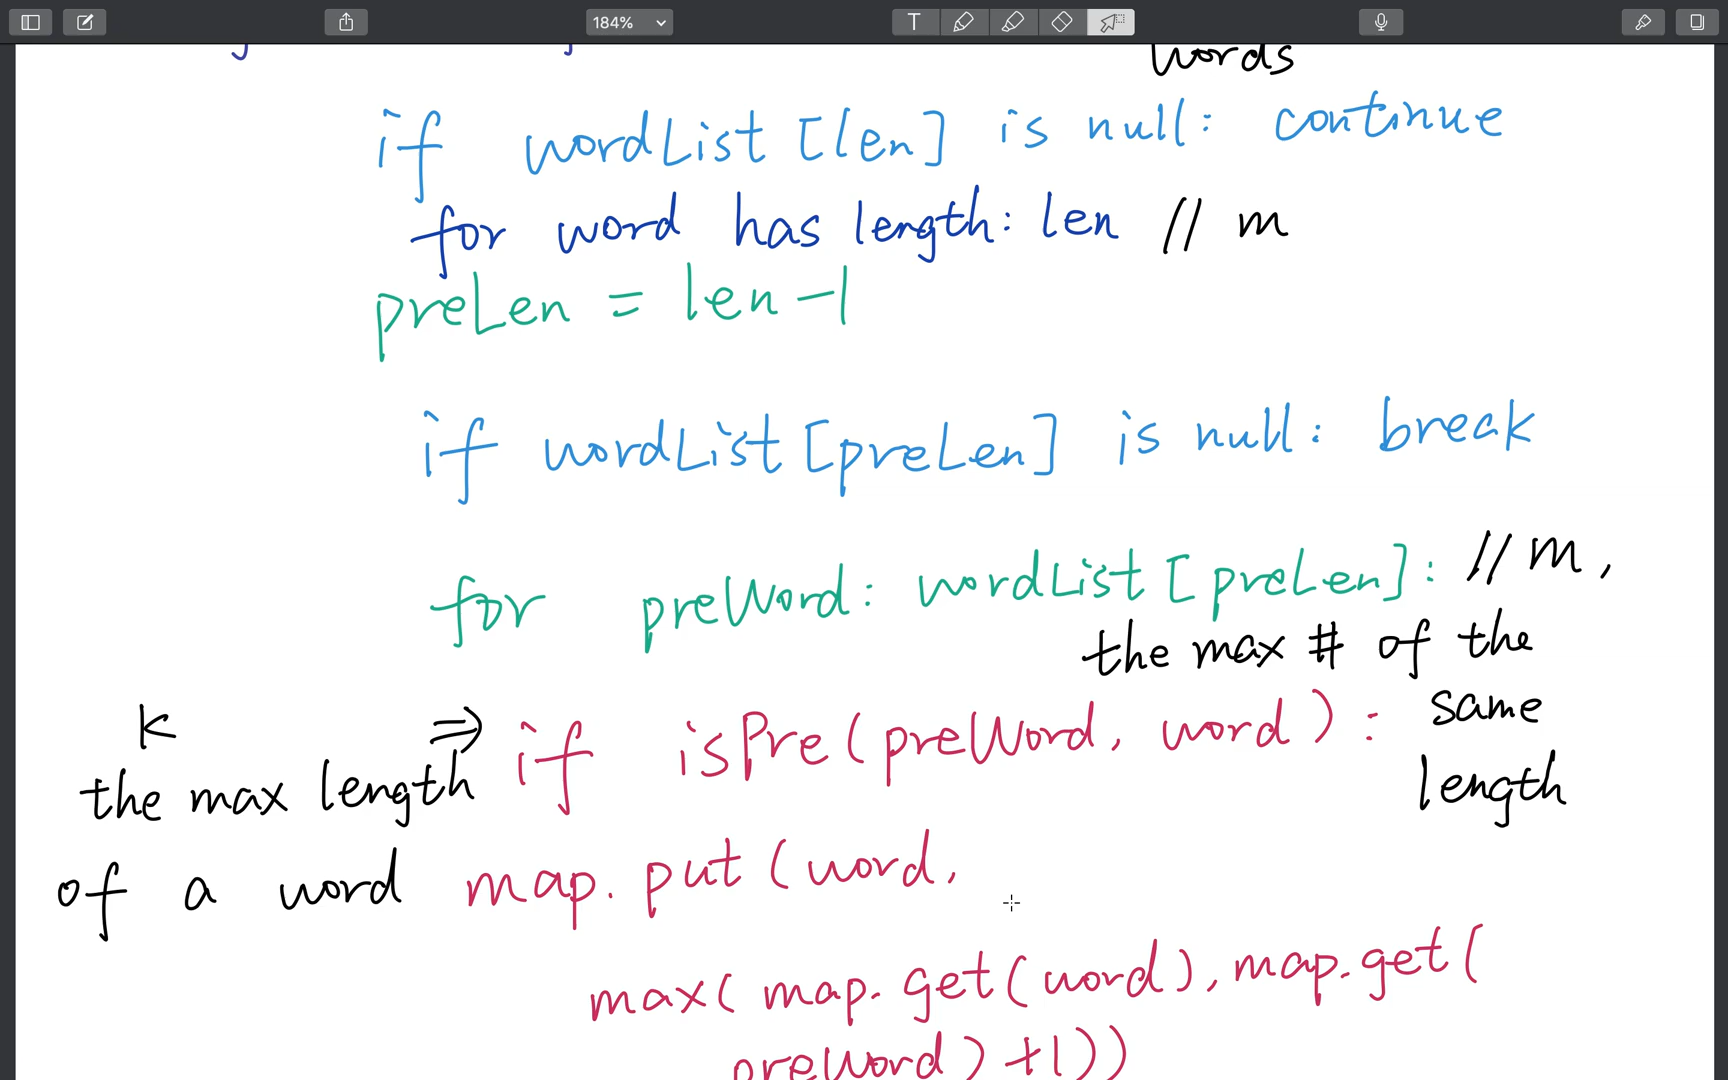 184%
T
words
if wordList [len] is null: continue
for word has length: len // m
preLen = len -1
if wordList [preLen] is null: break
for preWord: wordList [preLen]: // m,
the max # of the
same
length
K
the max length
of a word
⇒ if isPre (preWord, word):
map. put (word,
max( map. get (word), map. get (
preWord) +1))